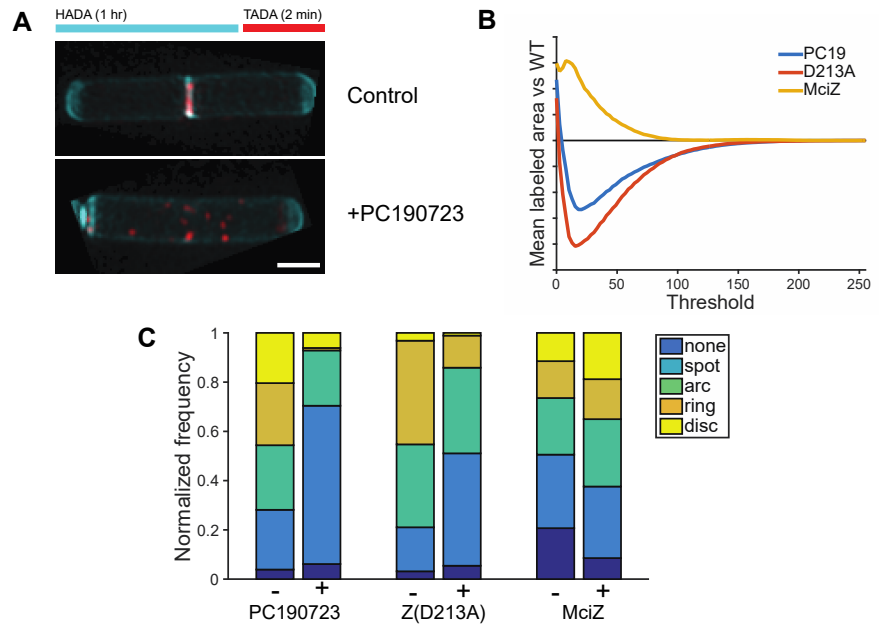 HADA (1 hr) TADA (2 min)
A
Control
+PC190723
B
Mean labeled area vs WT
PC19
D213A
MciZ
0 50 100 150 200 250
Threshold
C
Normalized frequency
1
0.8
0.6
0.4
0.2
0
- + - + - +
PC190723 Z(D213A) MciZ
none
spot
arc
ring
disc